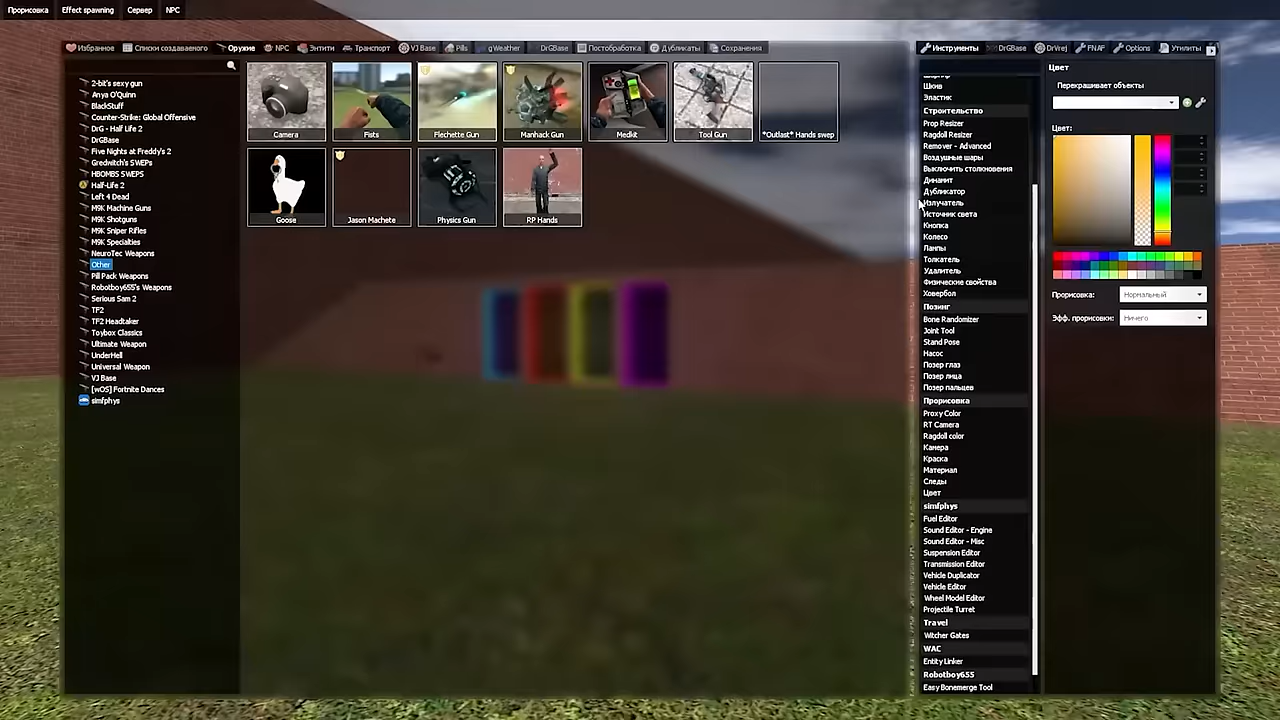 Прорисовка Effect spawning Сервер NPC
Избранное Списки создаваемого Оружие NPC Энтити Транспорт VJ Base Pills gWeather DrGBase Постобработка Дубликаты Сохранения
2-bit's sexy gun
Anya O'Quinn
BlackStuff
Counter-Strike: Global Offensive
DrG - Half Life 2
DrGBase
Five Nights at Freddy's 2
Gredwitch's SWEPs
HBOMBS SWEPS
Half-Life 2
Left 4 Dead
M9K Machine Guns
M9K Shotguns
M9K Sniper Rifles
M9K Specialties
NeuroTec Weapons
Other
Pill Pack Weapons
Robotboy655's Weapons
Serious Sam 2
TF2
TF2 Headtaker
Toybox Classics
Ultimate Weapon
UnderHell
Universal Weapon
VJ Base
[wOS] Fortnite Dances
simfphys
Camera
Fists
Flechette Gun
Manhack Gun
Medkit
Tool Gun
*Outlast* Hands swep
Goose
Jason Machete
Physics Gun
RP Hands
Инструменты DrGBase DrVrej FNAF Options Утилиты
Шкив
Эластик
Строительство
Prop Resizer
Ragdoll Resizer
Remover - Advanced
Воздушные шары
Выключить столкновения
Динамит
Дубликатор
Излучатель
Источник света
Кнопка
Колесо
Лампы
Толкатель
Удалитель
Физические свойства
Ховербол
Позинг
Bone Randomizer
Joint Tool
Stand Pose
Насос
Позер глаз
Позер лица
Позер пальцев
Прорисовка
Proxy Color
RT Camera
Ragdoll color
Камера
Краска
Материал
Следы
Цвет
simfphys
Fuel Editor
Sound Editor - Engine
Sound Editor - Misc
Suspension Editor
Transmission Editor
Vehicle Duplicator
Vehicle Editor
Wheel Model Editor
Projectile Turret
Travel
Witcher Gates
WAC
Entity Linker
Robotboy655
Easy Bonemerge Tool
Цвет
Перекрашивает объекты
Цвет:
Прорисовка: Нормальный
Эфф. прорисовки: Ничего